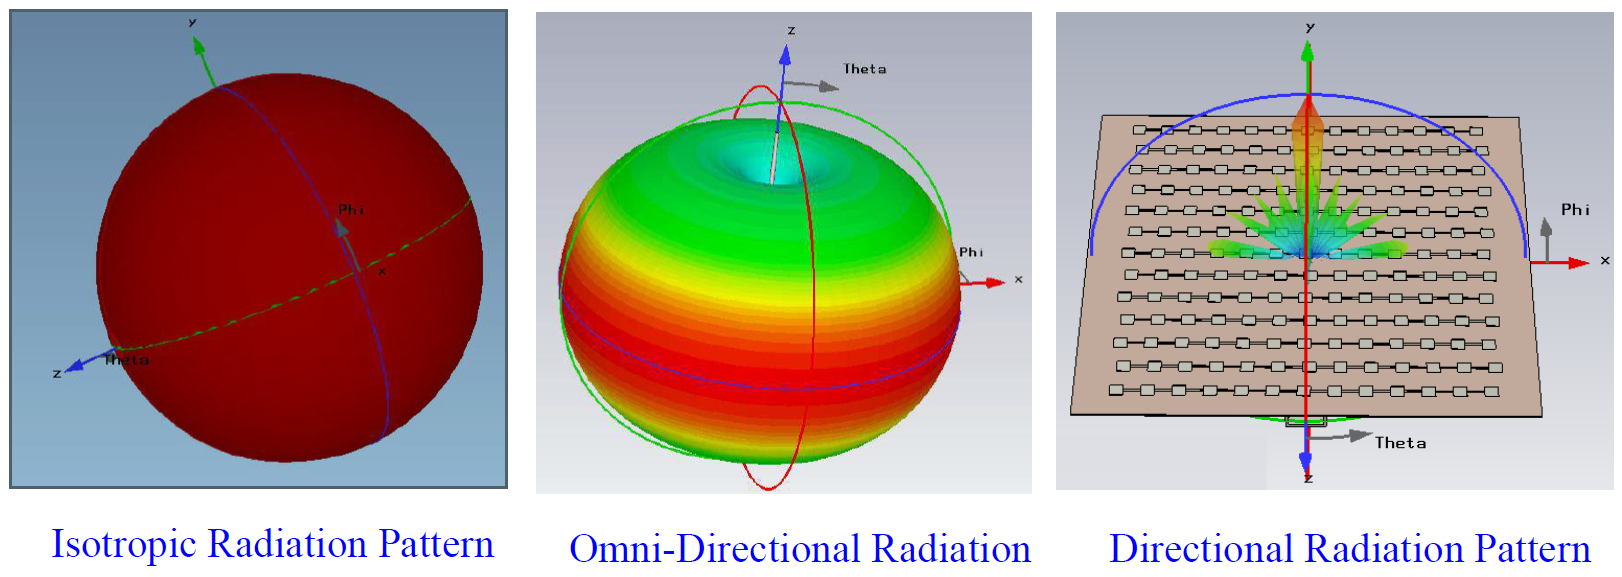 y
Phi
x
Theta
z
z
Theta
Phi
x
y
Phi
x
Theta
z
Isotropic Radiation Pattern
Omni-Directional Radiation
Directional Radiation Pattern